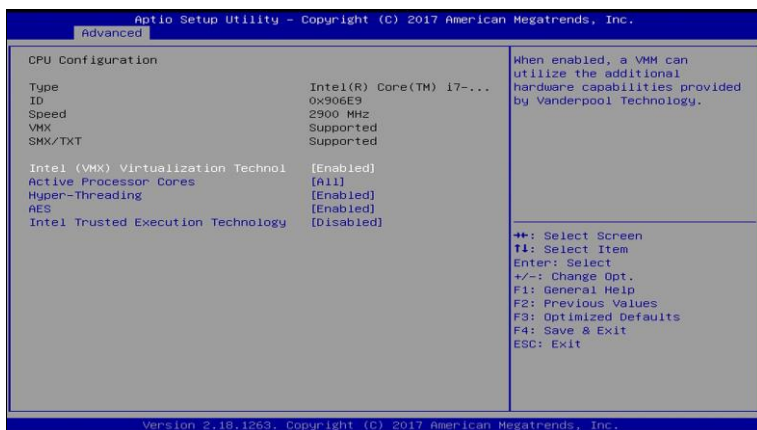 Aptio Setup Utility – Copyright (C) 2017 American Megatrends, Inc.
Advanced
CPU Configuration
Type Intel(R) Core(TM) i7-...
ID 0x906E9
Speed 2900 MHz
VMX Supported
SMX/TXT Supported
Intel (VMX) Virtualization Technol [Enabled]
Active Processor Cores [All]
Hyper-Threading [Enabled]
AES [Enabled]
Intel Trusted Execution Technology [Disabled]
When enabled, a VMM can
utilize the additional
hardware capabilities provided
by Vanderpool Technology.
→←: Select Screen
↑↓: Select Item
Enter: Select
+/-: Change Opt.
F1: General Help
F2: Previous Values
F3: Optimized Defaults
F4: Save & Exit
ESC: Exit
Version 2.18.1263. Copyright (C) 2017 American Megatrends, Inc.